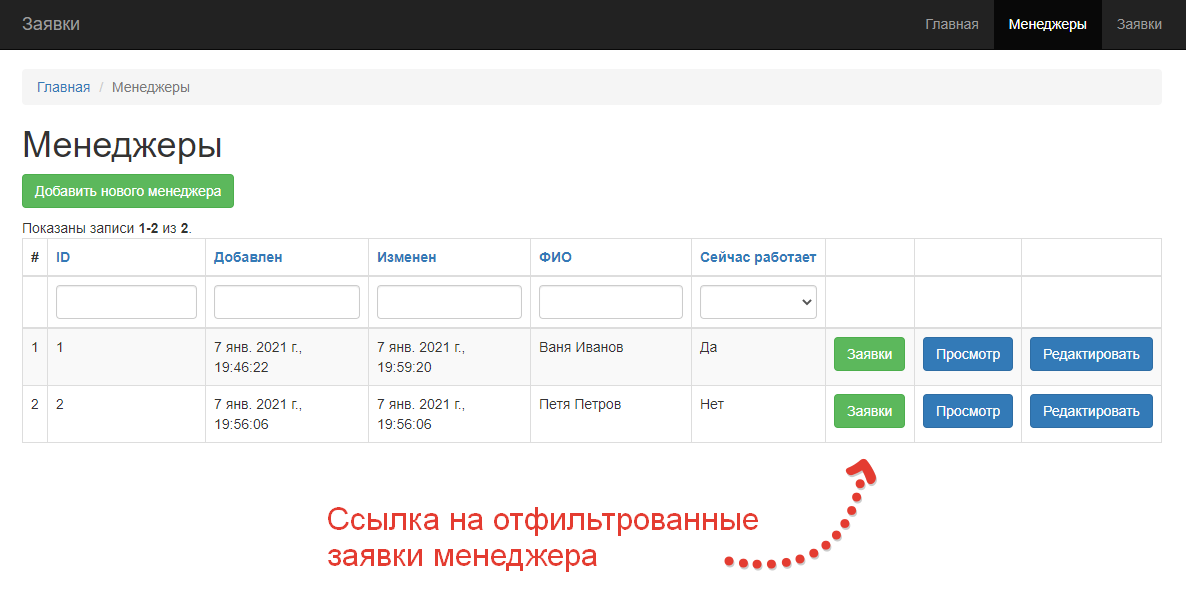 Заявки Главная Менеджеры Заявки
Главная / Менеджеры
Менеджеры
Добавить нового менеджера
Показаны записи 1-2 из 2.
# ID Добавлен Изменен ФИО Сейчас работает
1 1 7 янв. 2021 г., 19:46:22 7 янв. 2021 г., 19:59:20 Ваня Иванов Да Заявки Просмотр Редактировать
2 2 7 янв. 2021 г., 19:56:06 7 янв. 2021 г., 19:56:06 Петя Петров Нет Заявки Просмотр Редактировать
Ссылка на отфильтрованные
заявки менеджера